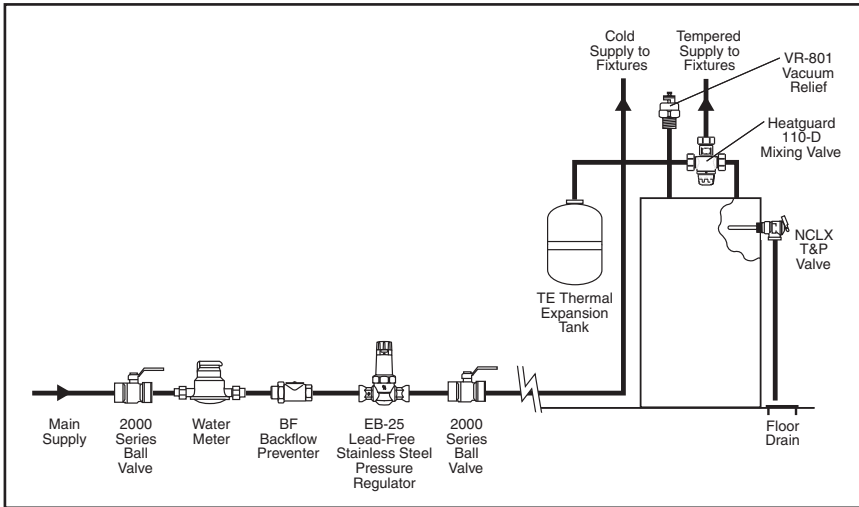 Cold
Supply to
Fixtures
Tempered
Supply to
Fixtures
VR-801
Vacuum
Relief
Heatguard
110-D
Mixing Valve
NCLX
T&P
Valve
TE Thermal
Expansion
Tank
Main
Supply
2000
Series
Ball
Valve
Water
Meter
BF
Backflow
Preventer
EB-25
Lead-Free
Stainless Steel
Pressure
Regulator
2000
Series
Ball
Valve
Floor
Drain